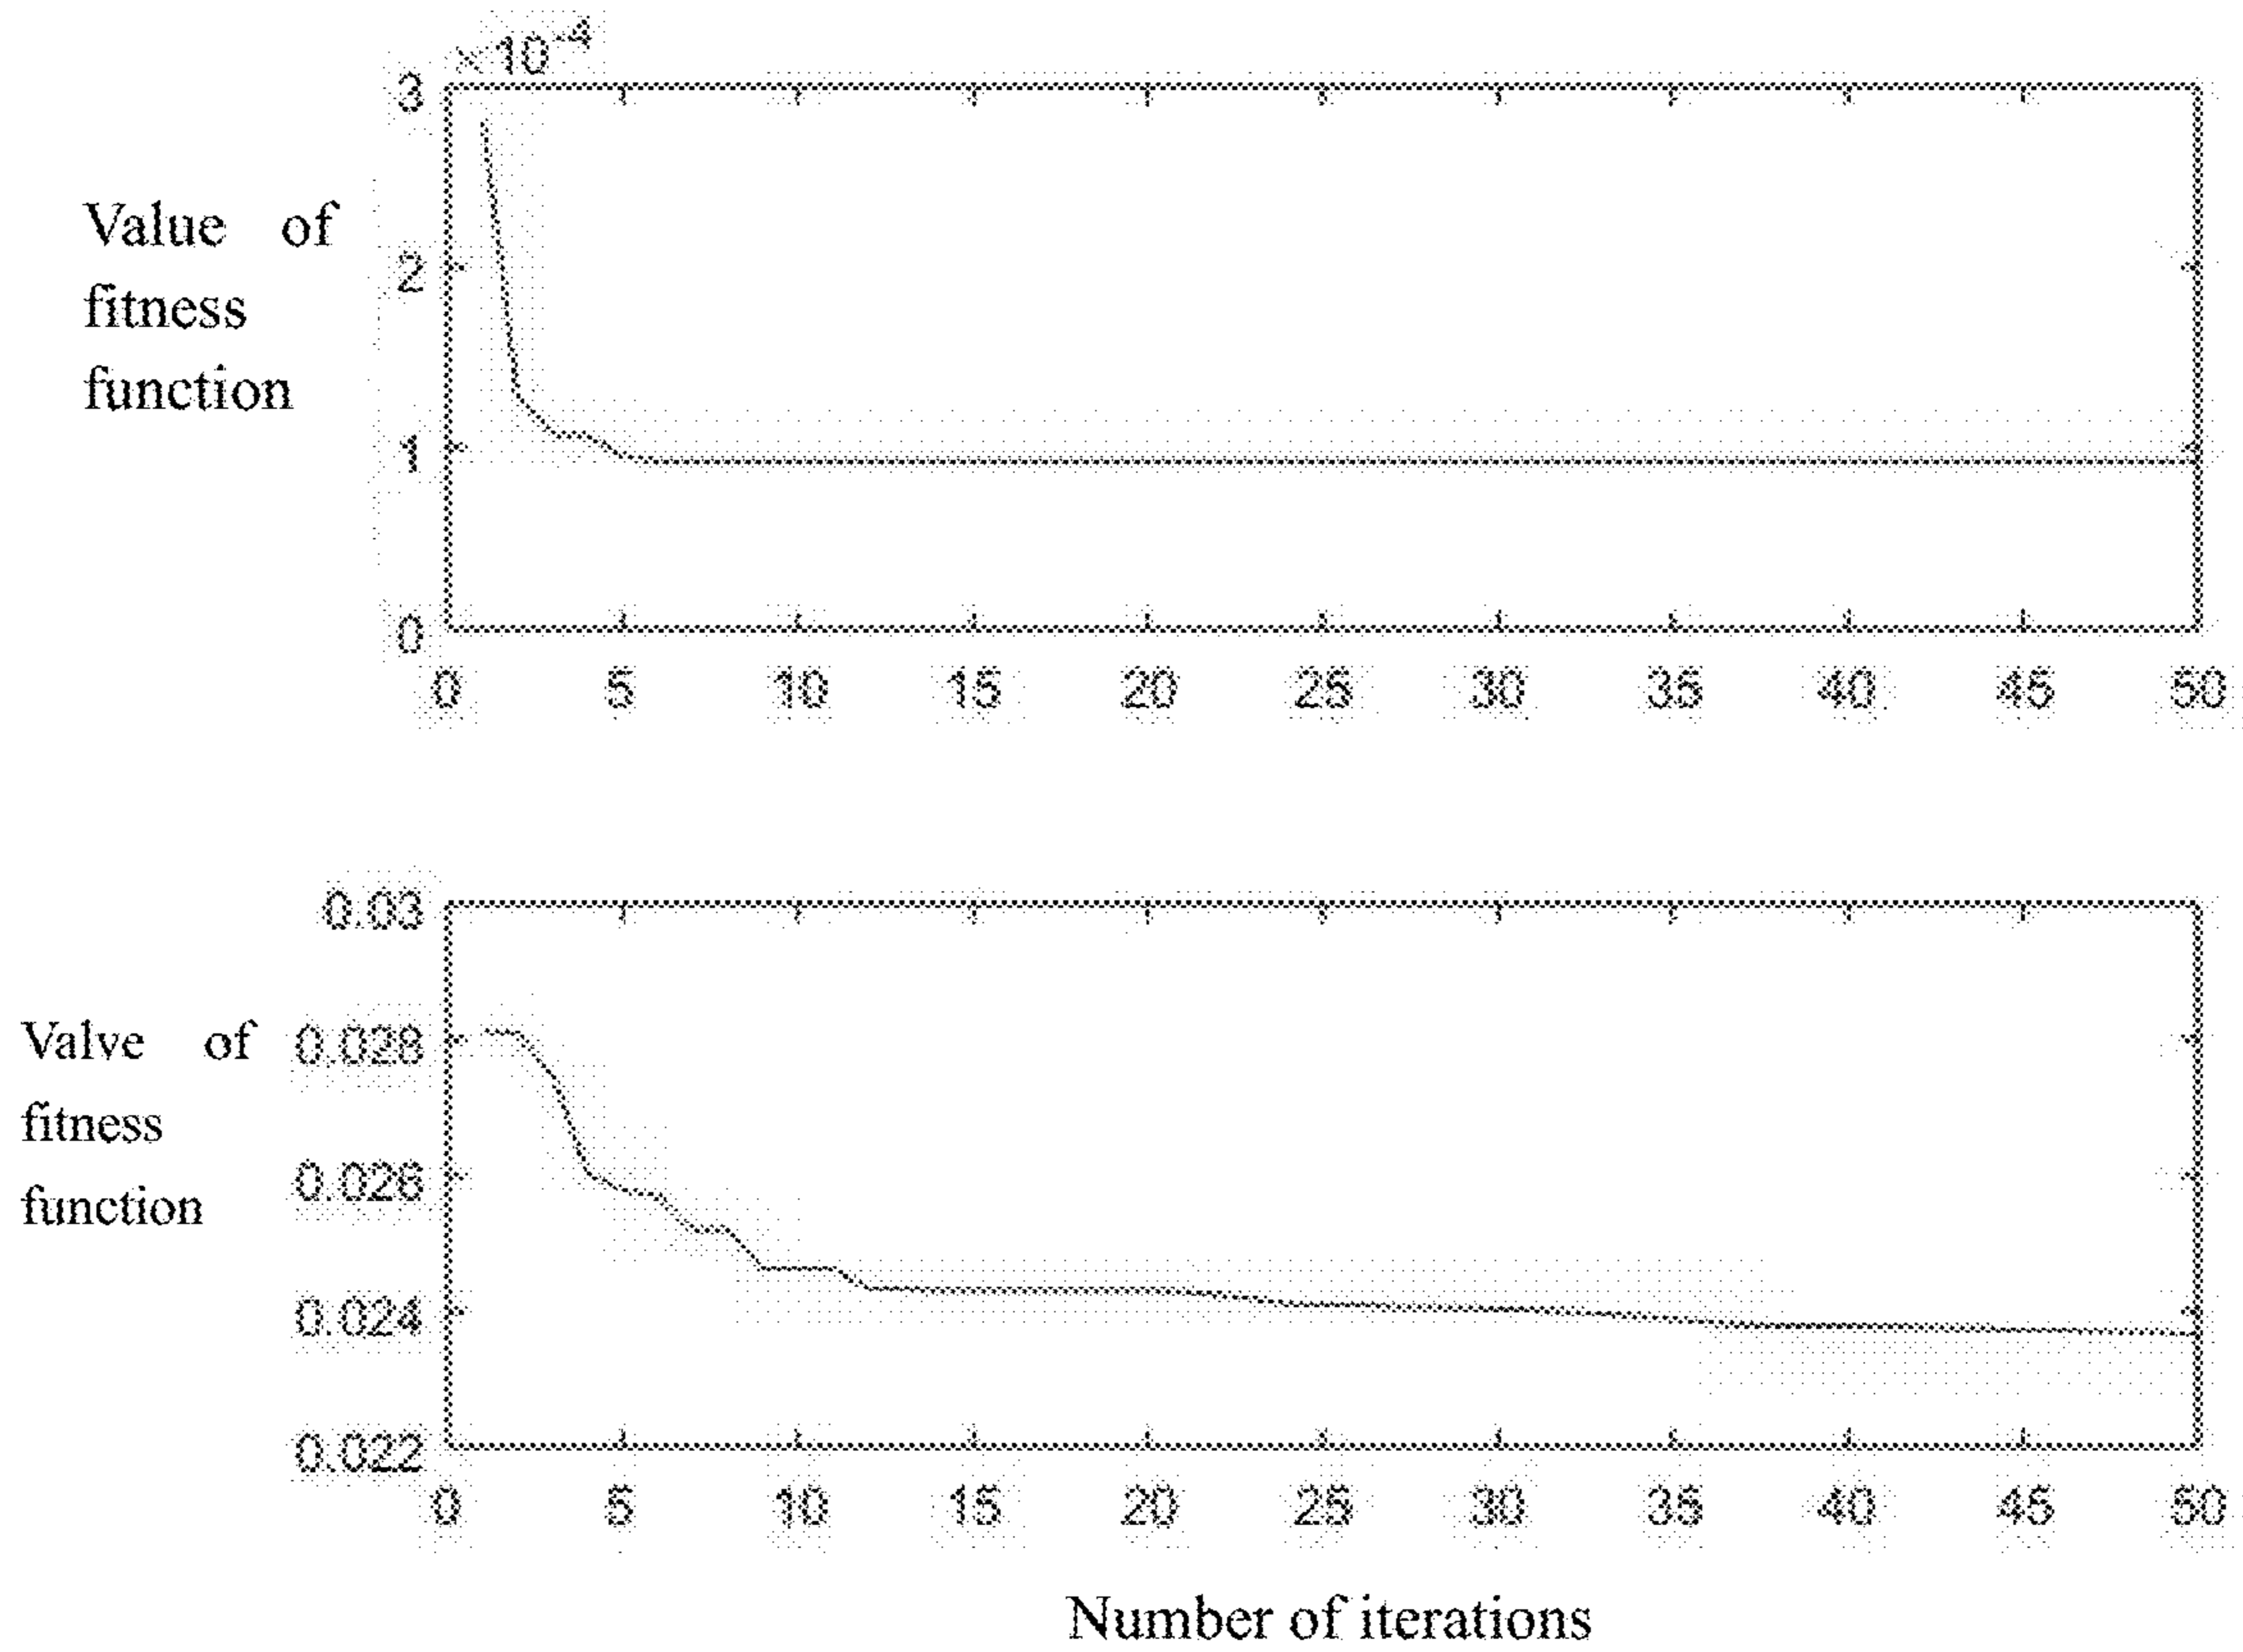 ×10^-4
3
Value of
fitness
function
2
1
0
0 5 10 15 20 25 30 35 40 45 50
0.03
Valve of
fitness
function
0.028
0.026
0.024
0.022
0 5 10 15 20 25 30 35 40 45 50
Number of iterations